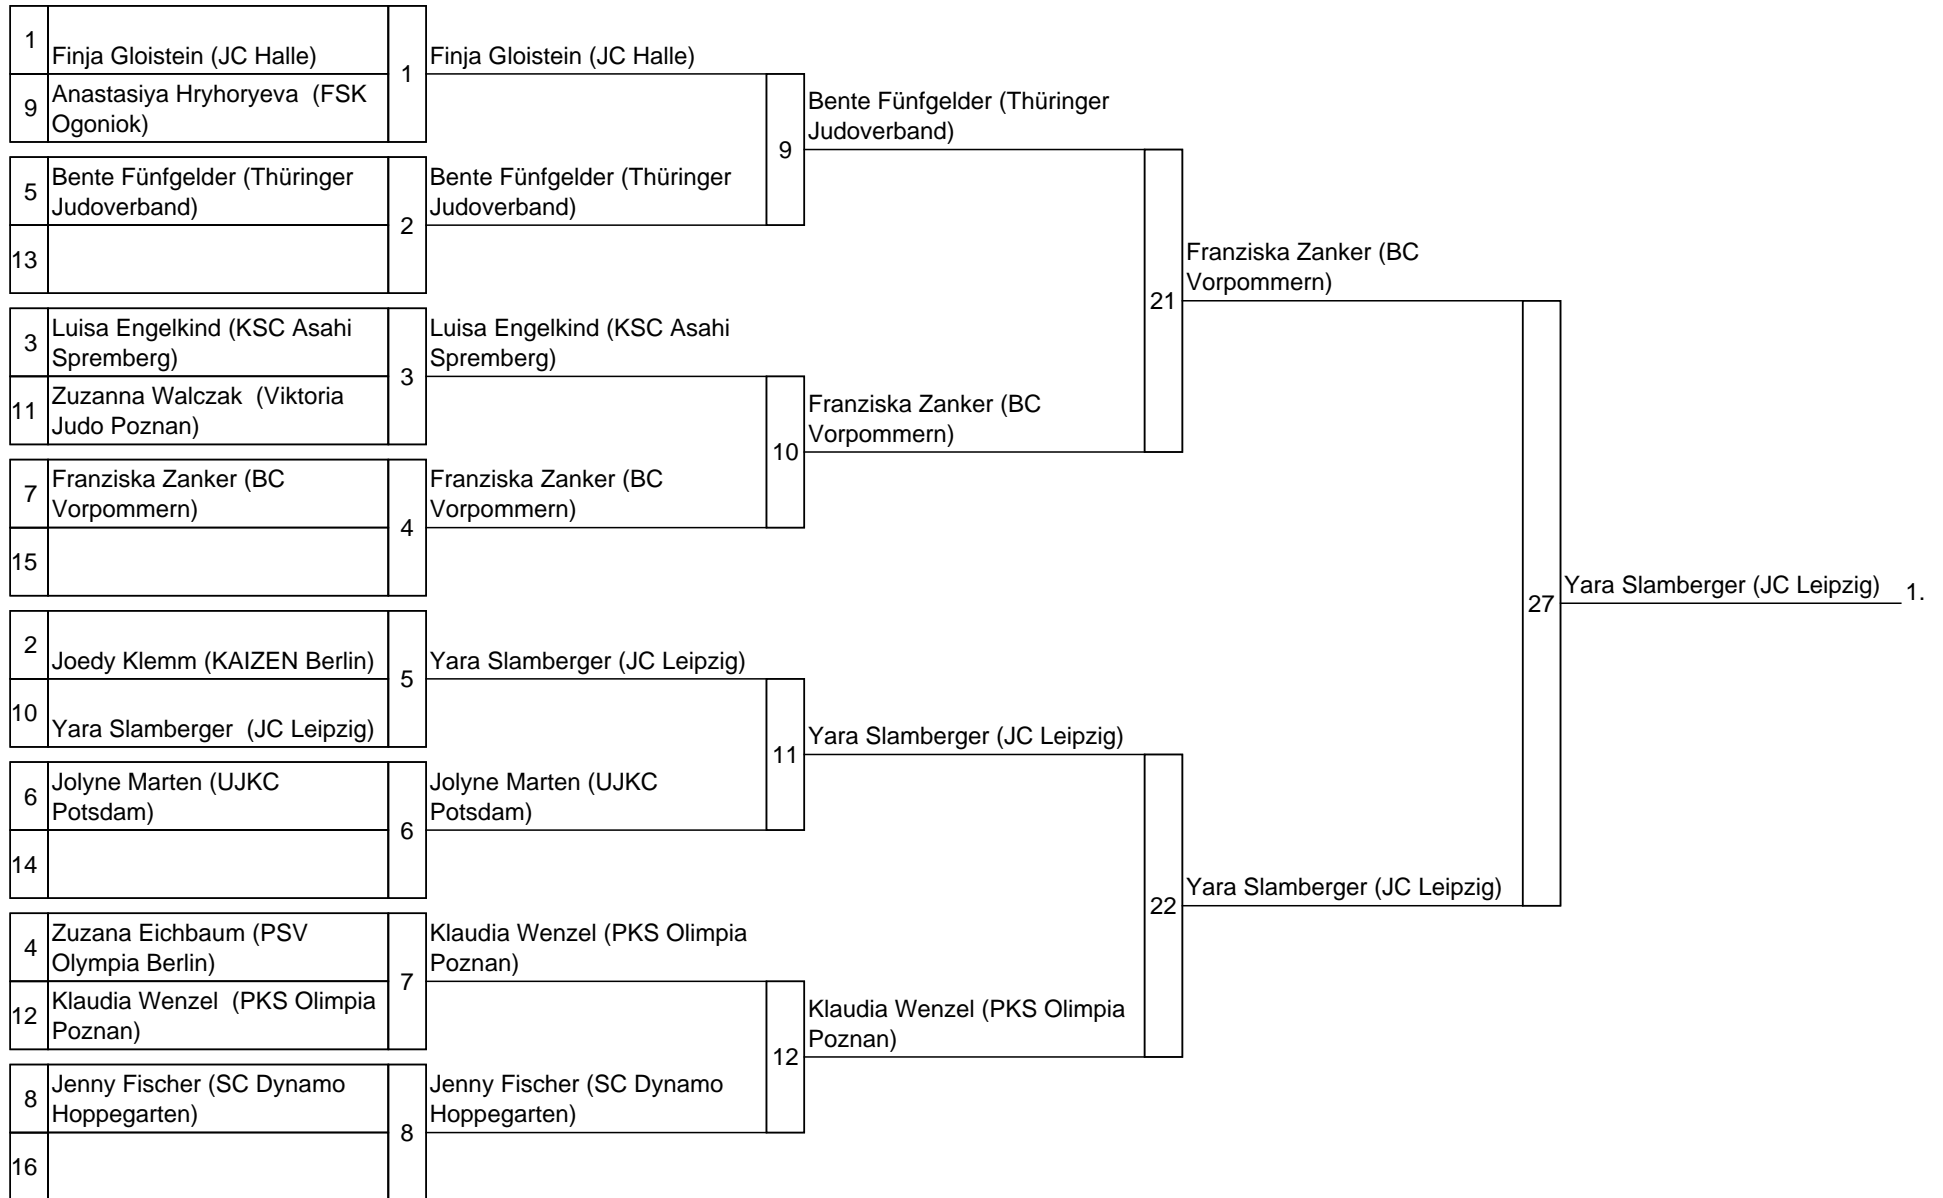 1
Finja Gloistein (JC Halle)
9
Anastasiya Hryhoryeva  (FSK
Ogoniok)
1
Finja Gloistein (JC Halle)
5
Bente Fünfgelder (Thüringer
Judoverband)
13
2
Bente Fünfgelder (Thüringer
Judoverband)
9
Bente Fünfgelder (Thüringer
Judoverband)
3
Luisa Engelkind (KSC Asahi
Spremberg)
11
Zuzanna Walczak  (Viktoria
Judo Poznan)
3
Luisa Engelkind (KSC Asahi
Spremberg)
7
Franziska Zanker (BC
Vorpommern)
15
4
Franziska Zanker (BC
Vorpommern)
10
Franziska Zanker (BC
Vorpommern)
21
Franziska Zanker (BC
Vorpommern)
2
Joedy Klemm (KAIZEN Berlin)
10
Yara Slamberger  (JC Leipzig)
5
Yara Slamberger (JC Leipzig)
6
Jolyne Marten (UJKC
Potsdam)
14
6
Jolyne Marten (UJKC
Potsdam)
11
Yara Slamberger (JC Leipzig)
4
Zuzana Eichbaum (PSV
Olympia Berlin)
12
Klaudia Wenzel  (PKS Olimpia
Poznan)
7
Klaudia Wenzel (PKS Olimpia
Poznan)
8
Jenny Fischer (SC Dynamo
Hoppegarten)
16
8
Jenny Fischer (SC Dynamo
Hoppegarten)
12
Klaudia Wenzel (PKS Olimpia
Poznan)
22
Yara Slamberger (JC Leipzig)
27
Yara Slamberger (JC Leipzig)
1.